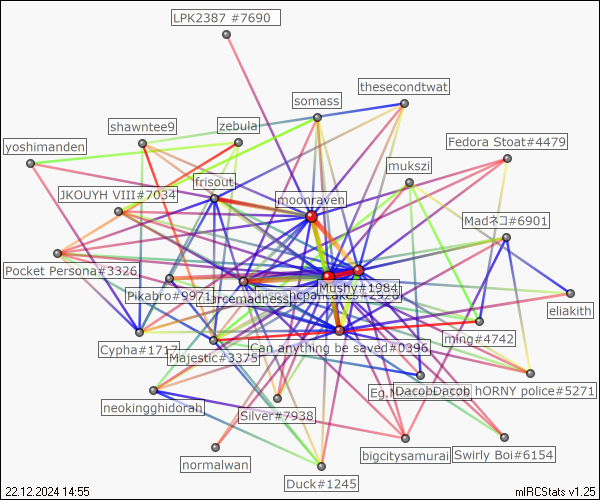 LPK2387 #7690
thesecondtwat
somass
shawntee9
zebula
yoshimanden
Fedora Stoat#4479
mukszi
frisout
JKOUYH VIII#7034
moonraven
Madネコ#6901
Pocket Persona#3326
Pikabro#9971
arcemadness
Mushy#1984
eliakith
Cypha#1717
Majestic#3375
Can anything be saved#0396
ming#4742
Eg.
DacobDacob hORNY police#5271
neokingghidorah
Silver#7938
normalwan
bigcitysamurai
Swirly Boi#6154
Duck#1245
22.12.2024 14:55
mIRCStats v1.25